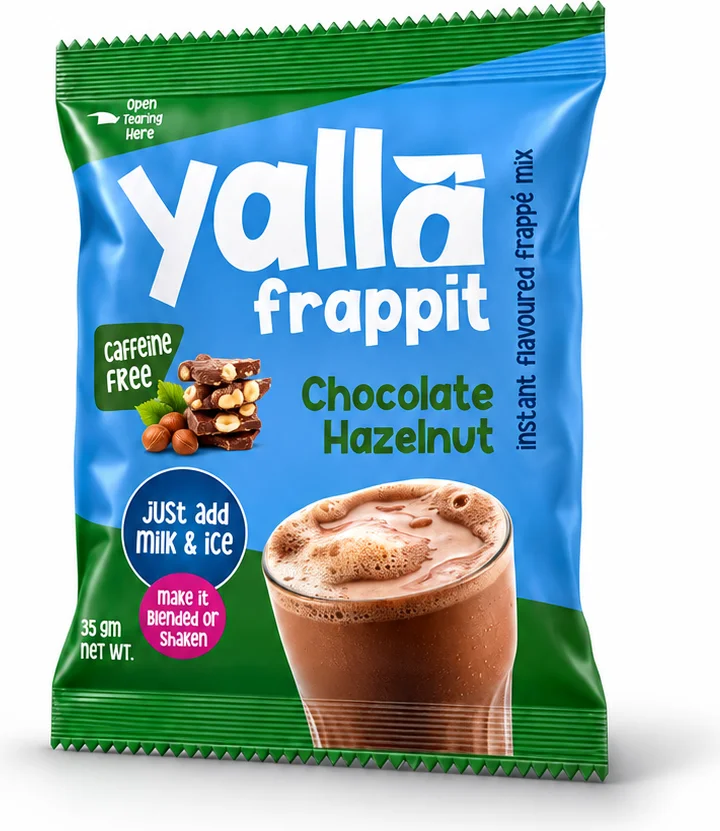 Open
Tearing
Here
yalla
frappit
instant flavoured frappé mix
Caffeine
FREE
Chocolate
Hazelnut
Just add
milk & ice
make it
Blended or
Shaken
35 gm
NET WT.